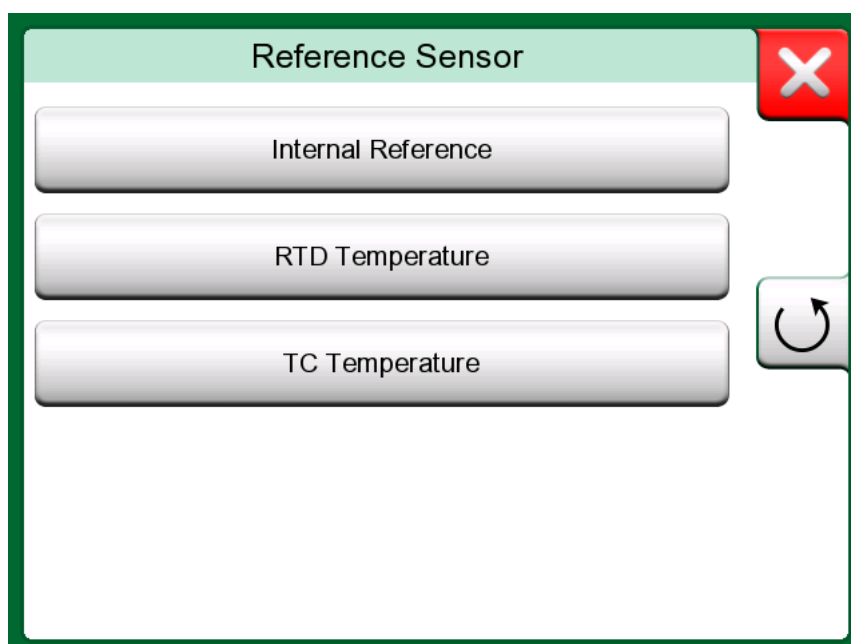 Reference Sensor
Internal Reference
RTD Temperature
TC Temperature